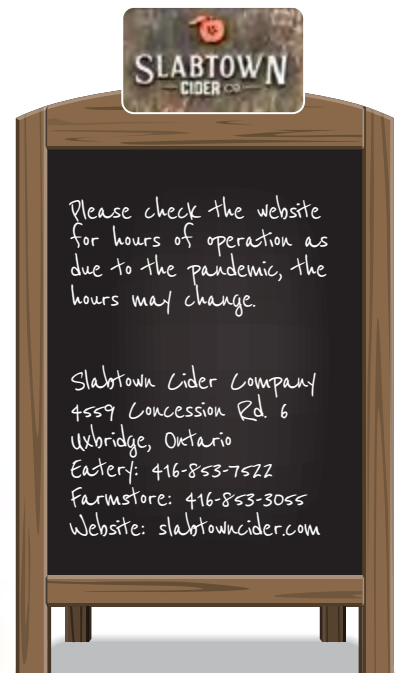 SLABTOWN
CIDER CO
Please check the website
for hours of operation as
due to the pandemic, the
hours may change.
Slabtown Cider Company
4559 Concession Rd. 6
Uxbridge, Ontario
Eatery: 416-853-7522
Farmstore: 416-853-3055
Website: slabtowncider.com